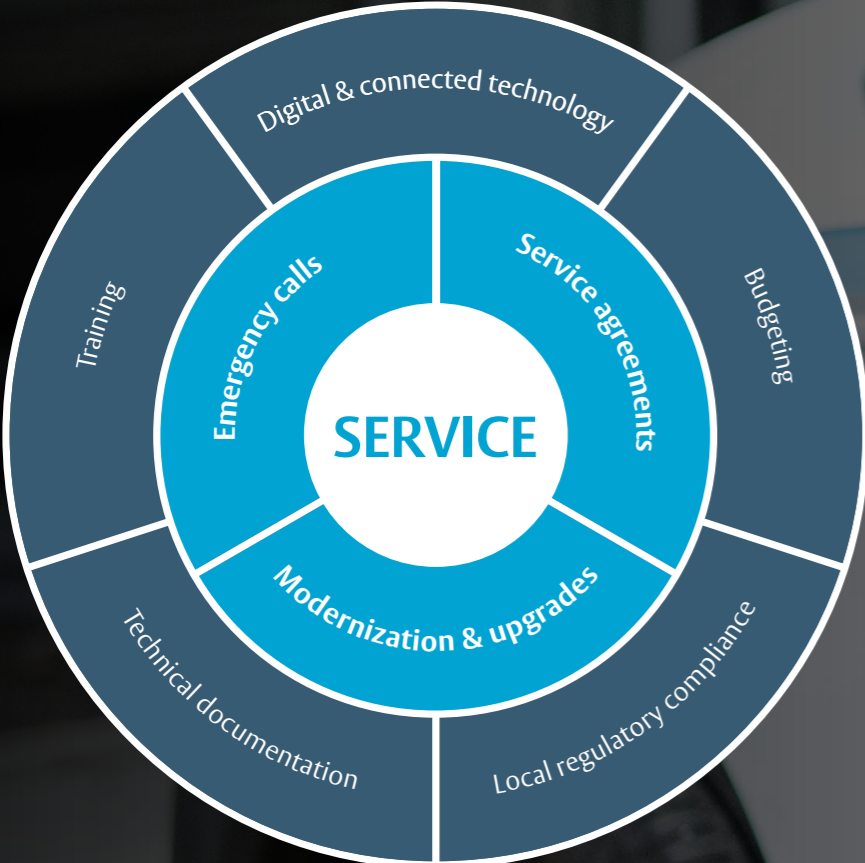 Digital & connected technology
Training
Emergency calls
Service agreements
Budgeting
SERVICE
Modernization & upgrades
Technical documentation
Local regulatory compliance